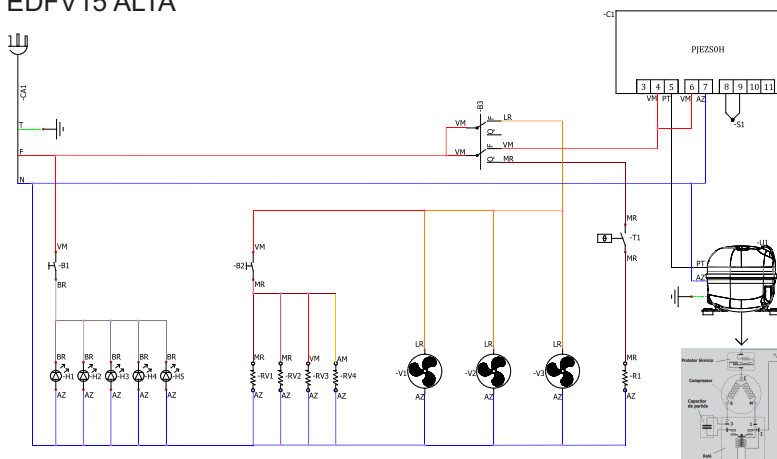 EDFV15 ALTA
-CA1
T
F
N
-C1
PJEZS0H
3 4 5 6 7 8 9 10 11
VM PT VM AZ
-S1
-B3
VM F LR
Q
VM F VM
Q MR
MR
-T1
MR
VM
-B1
BR
VM
-B2
MR
-U1
PT
AZ
BR BR BR BR BR
-H1 -H2 -H3 -H4 -H5
AZ AZ AZ AZ AZ
MR MR VM AM
-RV1 -RV2 -RV3 -RV4
AZ AZ AZ AZ
LR LR LR
-V1 -V2 -V3
AZ AZ AZ
MR
-R1
AZ
Protetor térmico
Compressor
S M
Capacitor
de partida
3 1
2
Relé